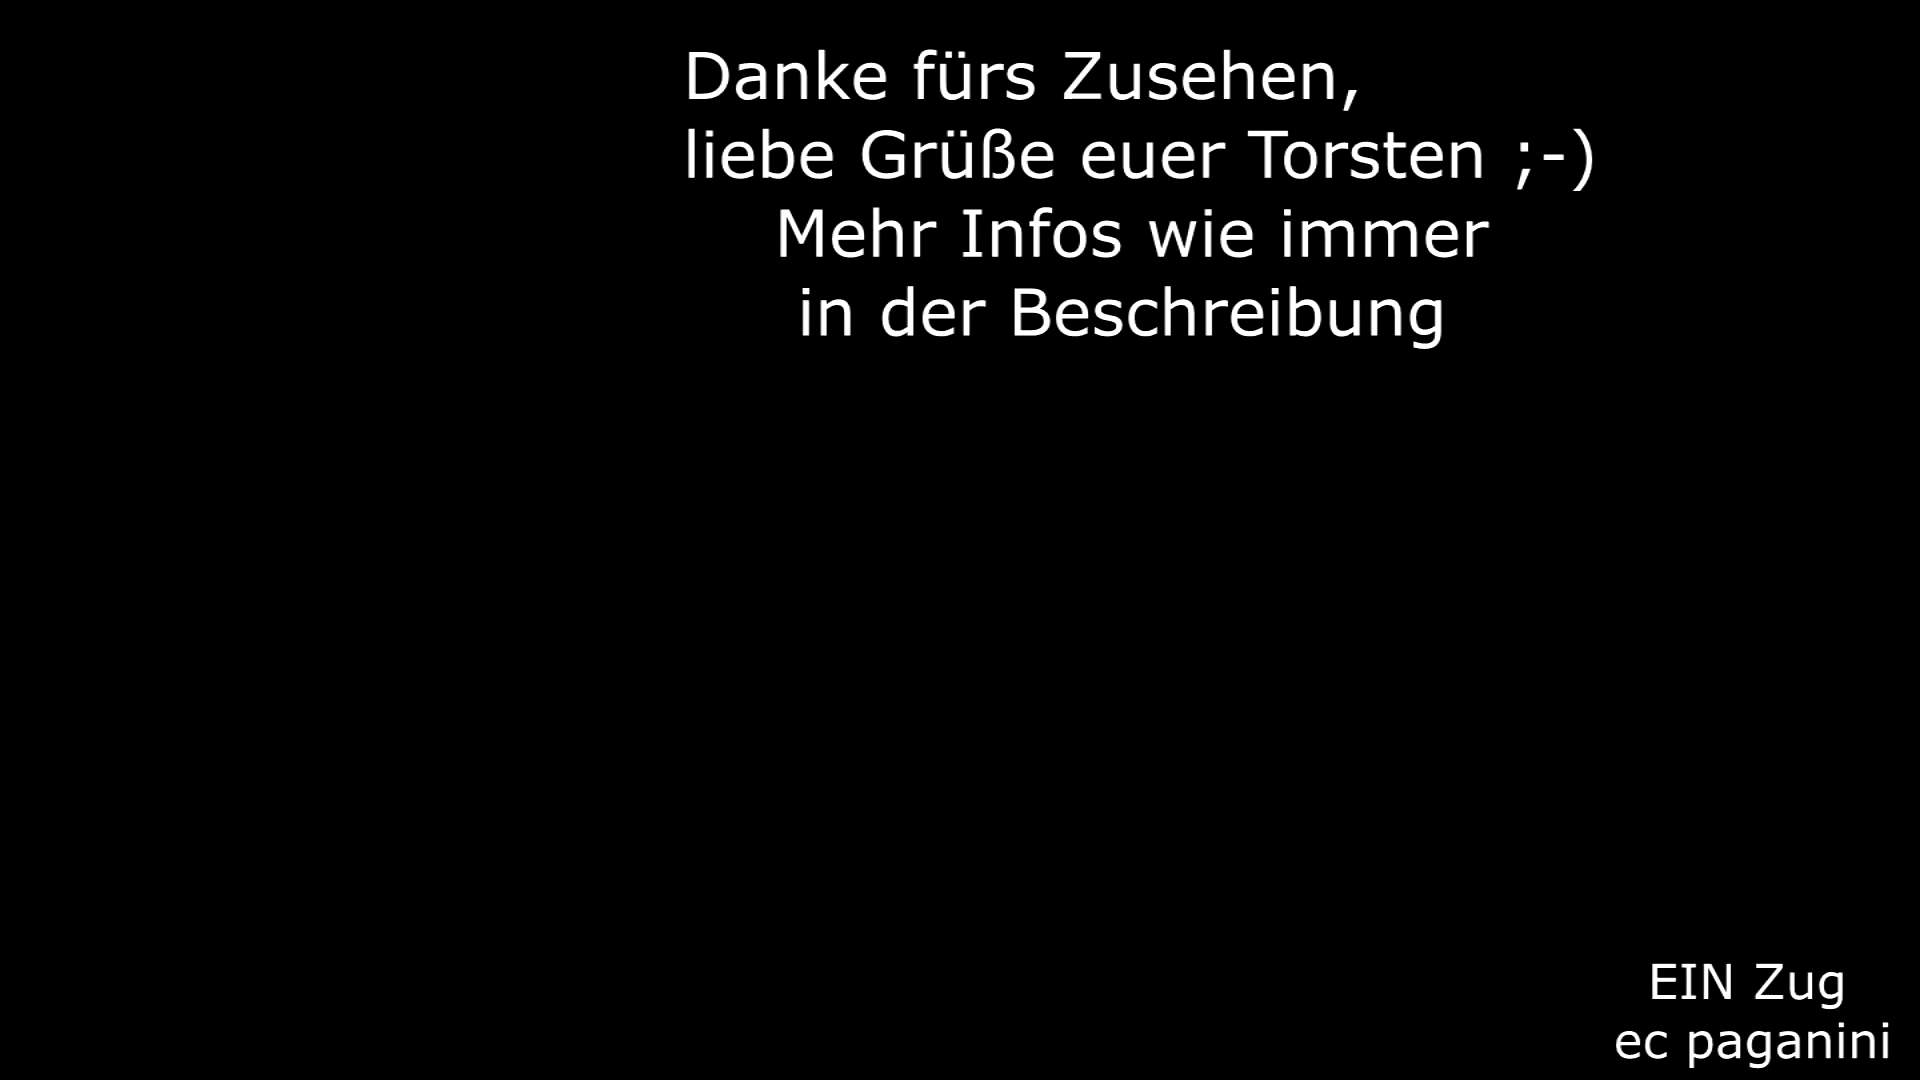 Danke fürs Zusehen,
liebe Grüße euer Torsten ;-)
Mehr Infos wie immer
in der Beschreibung
EIN Zug
ec paganini